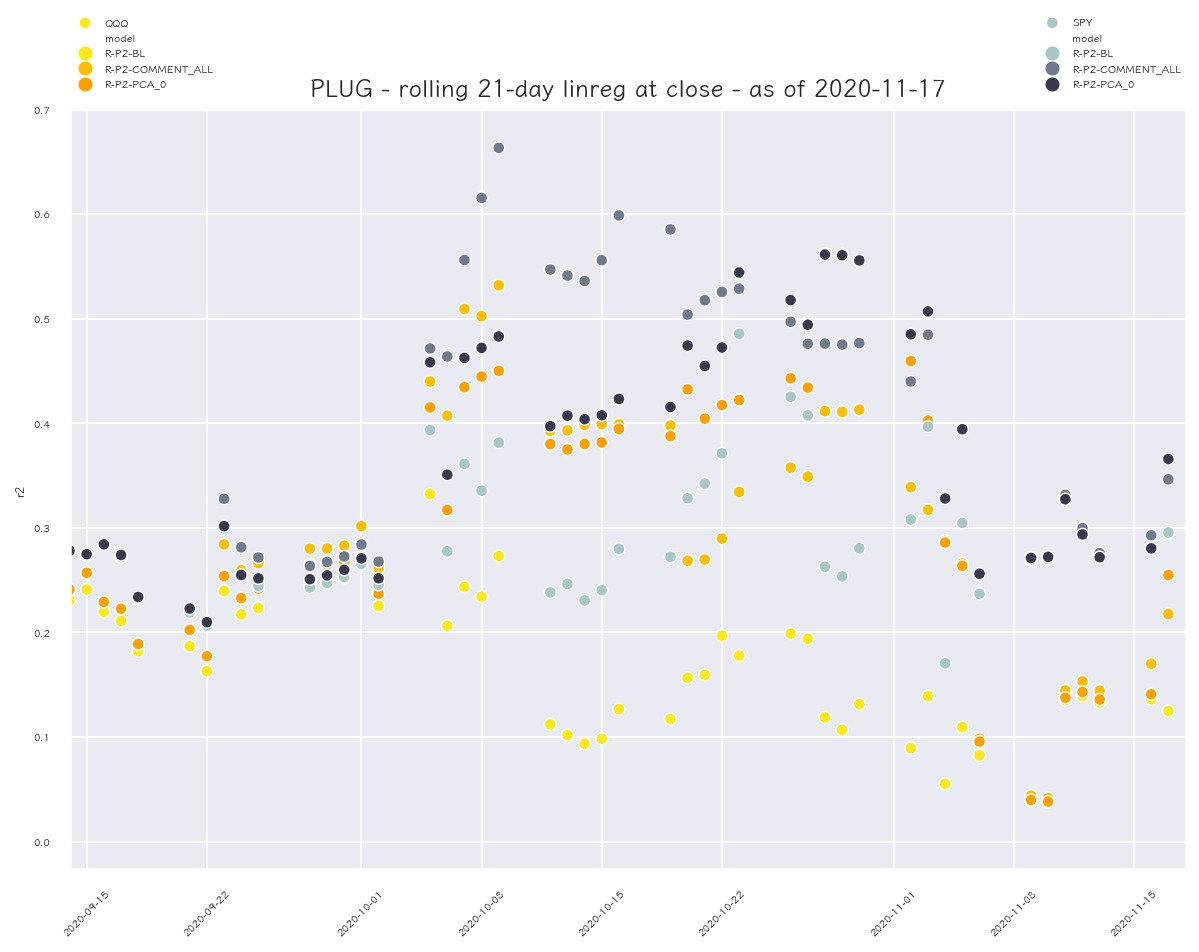 QQQ
model
R-P2-BL
R-P2-COMMENT_ALL
R-P2-PCA_0
SPY
model
R-P2-BL
R-P2-COMMENT_ALL
R-P2-PCA_0
PLUG - rolling 21-day linreg at close - as of 2020-11-17
0.7
0.6
0.5
0.4
0.3
0.2
0.1
0.0
r2
2020-09-15
2020-09-22
2020-10-01
2020-10-08
2020-10-15
2020-10-22
2020-11-01
2020-11-08
2020-11-15